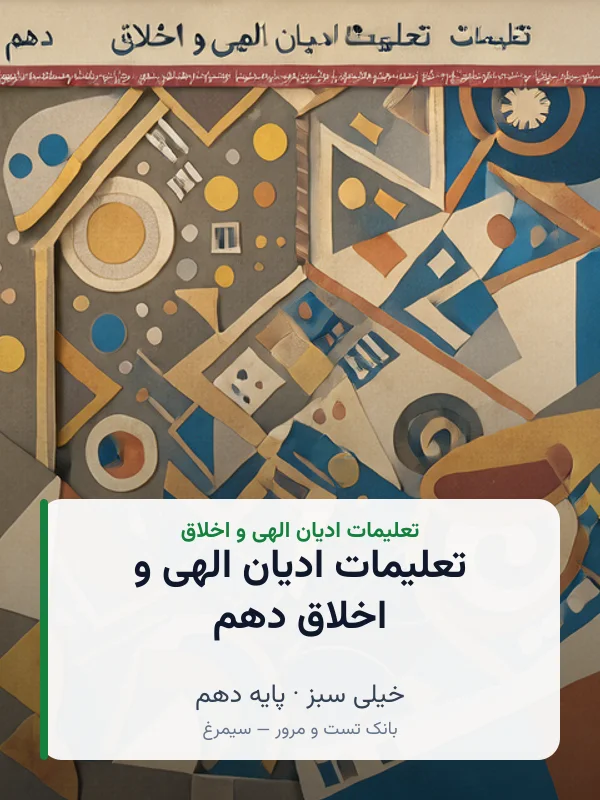 تعلیمات ادیان الهی و اخلاق دهم
تعلیمات ادیان الهی و اخلاق
تعلیمات ادیان الهی و
اخلاق دهم
خیلی سبز · پایه دهم
بانک تست و مرور — سیمرغ